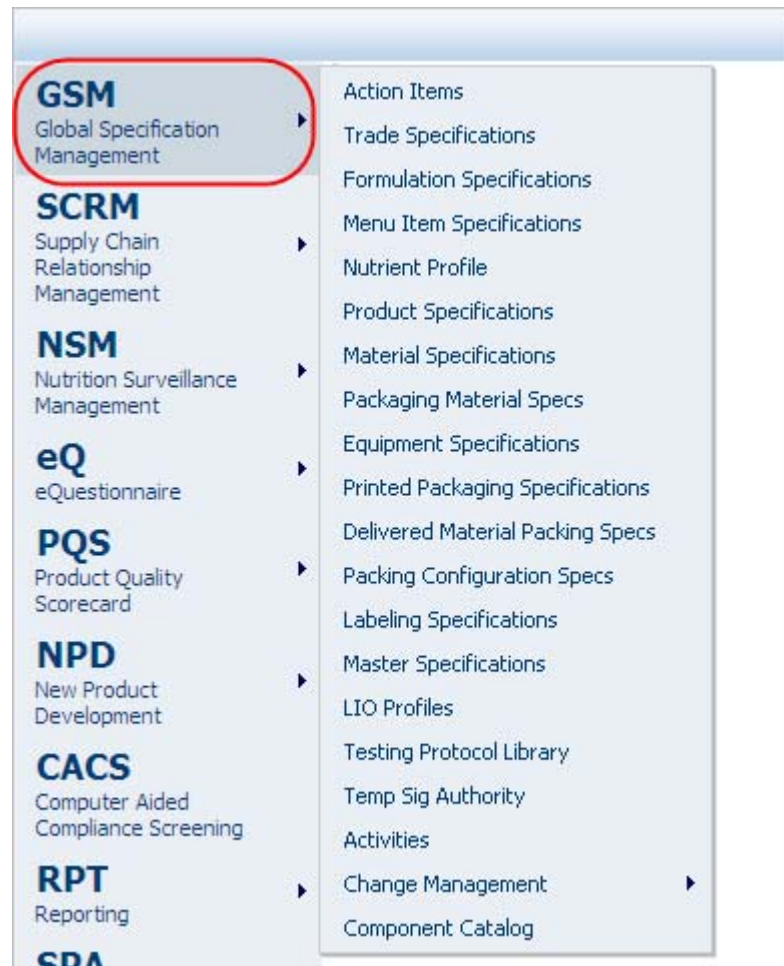 GSM
Global Specification
Management
SCRM
Supply Chain
Relationship
Management
NSM
Nutrition Surveillance
Management
eQ
eQuestionnaire
PQS
Product Quality
Scorecard
NPD
New Product
Development
CACS
Computer Aided
Compliance Screening
RPT
Reporting
SPA
Action Items
Trade Specifications
Formulation Specifications
Menu Item Specifications
Nutrient Profile
Product Specifications
Material Specifications
Packaging Material Specs
Equipment Specifications
Printed Packaging Specifications
Delivered Material Packing Specs
Packing Configuration Specs
Labeling Specifications
Master Specifications
LIO Profiles
Testing Protocol Library
Temp Sig Authority
Activities
Change Management
Component Catalog